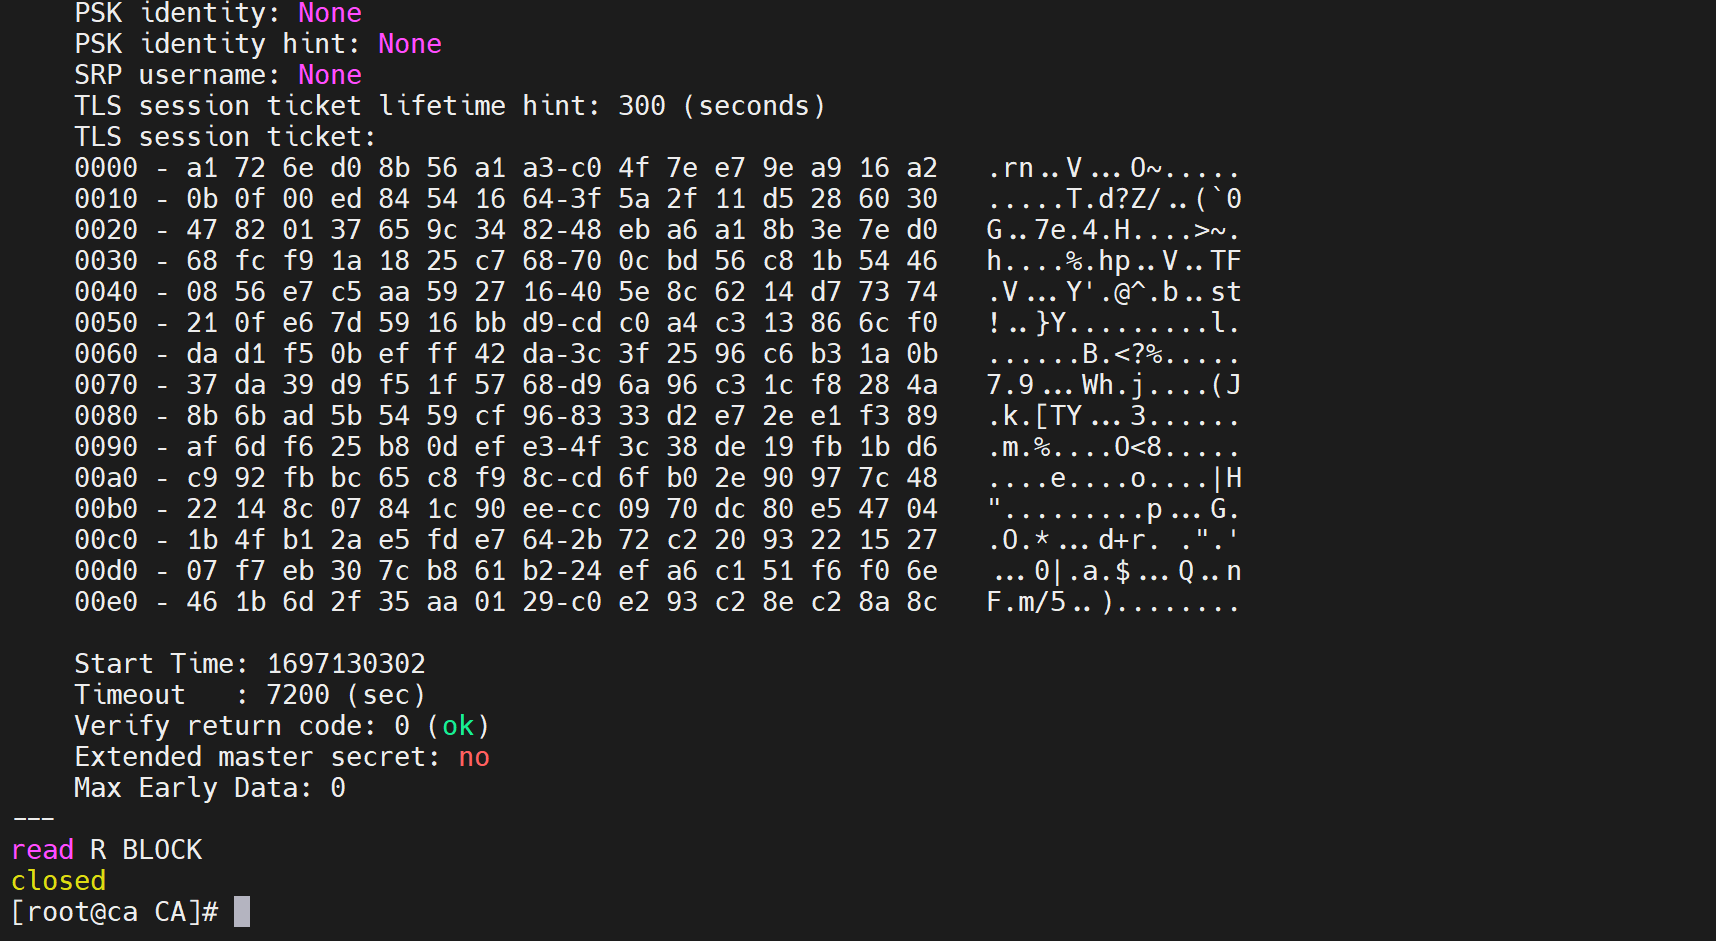 PSK identity: None
PSK identity hint: None
SRP username: None
TLS session ticket lifetime hint: 300 (seconds)
TLS session ticket:
0000 - a1 72 6e d0 8b 56 a1 a3-c0 4f 7e e7 9e a9 16 a2   .rn..V...O~.....
0010 - 0b 0f 00 ed 84 54 16 64-3f 5a 2f 11 d5 28 60 30   .....T.d?Z/..(`0
0020 - 47 82 01 37 65 9c 34 82-48 eb a6 a1 8b 3e 7e d0   G..7e.4.H....>~.
0030 - 68 fc f9 1a 18 25 c7 68-70 0c bd 56 c8 1b 54 46   h....%.hp..V..TF
0040 - 08 56 e7 c5 aa 59 27 16-40 5e 8c 62 14 d7 73 74   .V...Y'.@^.b..st
0050 - 21 0f e6 7d 59 16 bb d9-cd c0 a4 c3 13 86 6c f0   !..}Y.........l.
0060 - da d1 f5 0b ef ff 42 da-3c 3f 25 96 c6 b3 1a 0b   ......B.<?%.....
0070 - 37 da 39 d9 f5 1f 57 68-d9 6a 96 c3 1c f8 28 4a   7.9...Wh.j....(J
0080 - 8b 6b ad 5b 54 59 cf 96-83 33 d2 e7 2e e1 f3 89   .k.[TY...3......
0090 - af 6d f6 25 b8 0d ef e3-4f 3c 38 de 19 fb 1b d6   .m.%....O<8.....
00a0 - c9 92 fb bc 65 c8 f9 8c-cd 6f b0 2e 90 97 7c 48   ....e....o....|H
00b0 - 22 14 8c 07 84 1c 90 ee-cc 09 70 dc 80 e5 47 04   ".........p...G.
00c0 - 1b 4f b1 2a e5 fd e7 64-2b 72 c2 20 93 22 15 27   .O.*...d+r. .".'
00d0 - 07 f7 eb 30 7c b8 61 b2-24 ef a6 c1 51 f6 f0 6e   ...0|.a.$...Q..n
00e0 - 46 1b 6d 2f 35 aa 01 29-c0 e2 93 c2 8e c2 8a 8c   F.m/5..)........
Start Time: 1697130302
Timeout   : 7200 (sec)
Verify return code: 0 (ok)
Extended master secret: no
Max Early Data: 0
---
read R BLOCK
closed
[root@ca CA]#